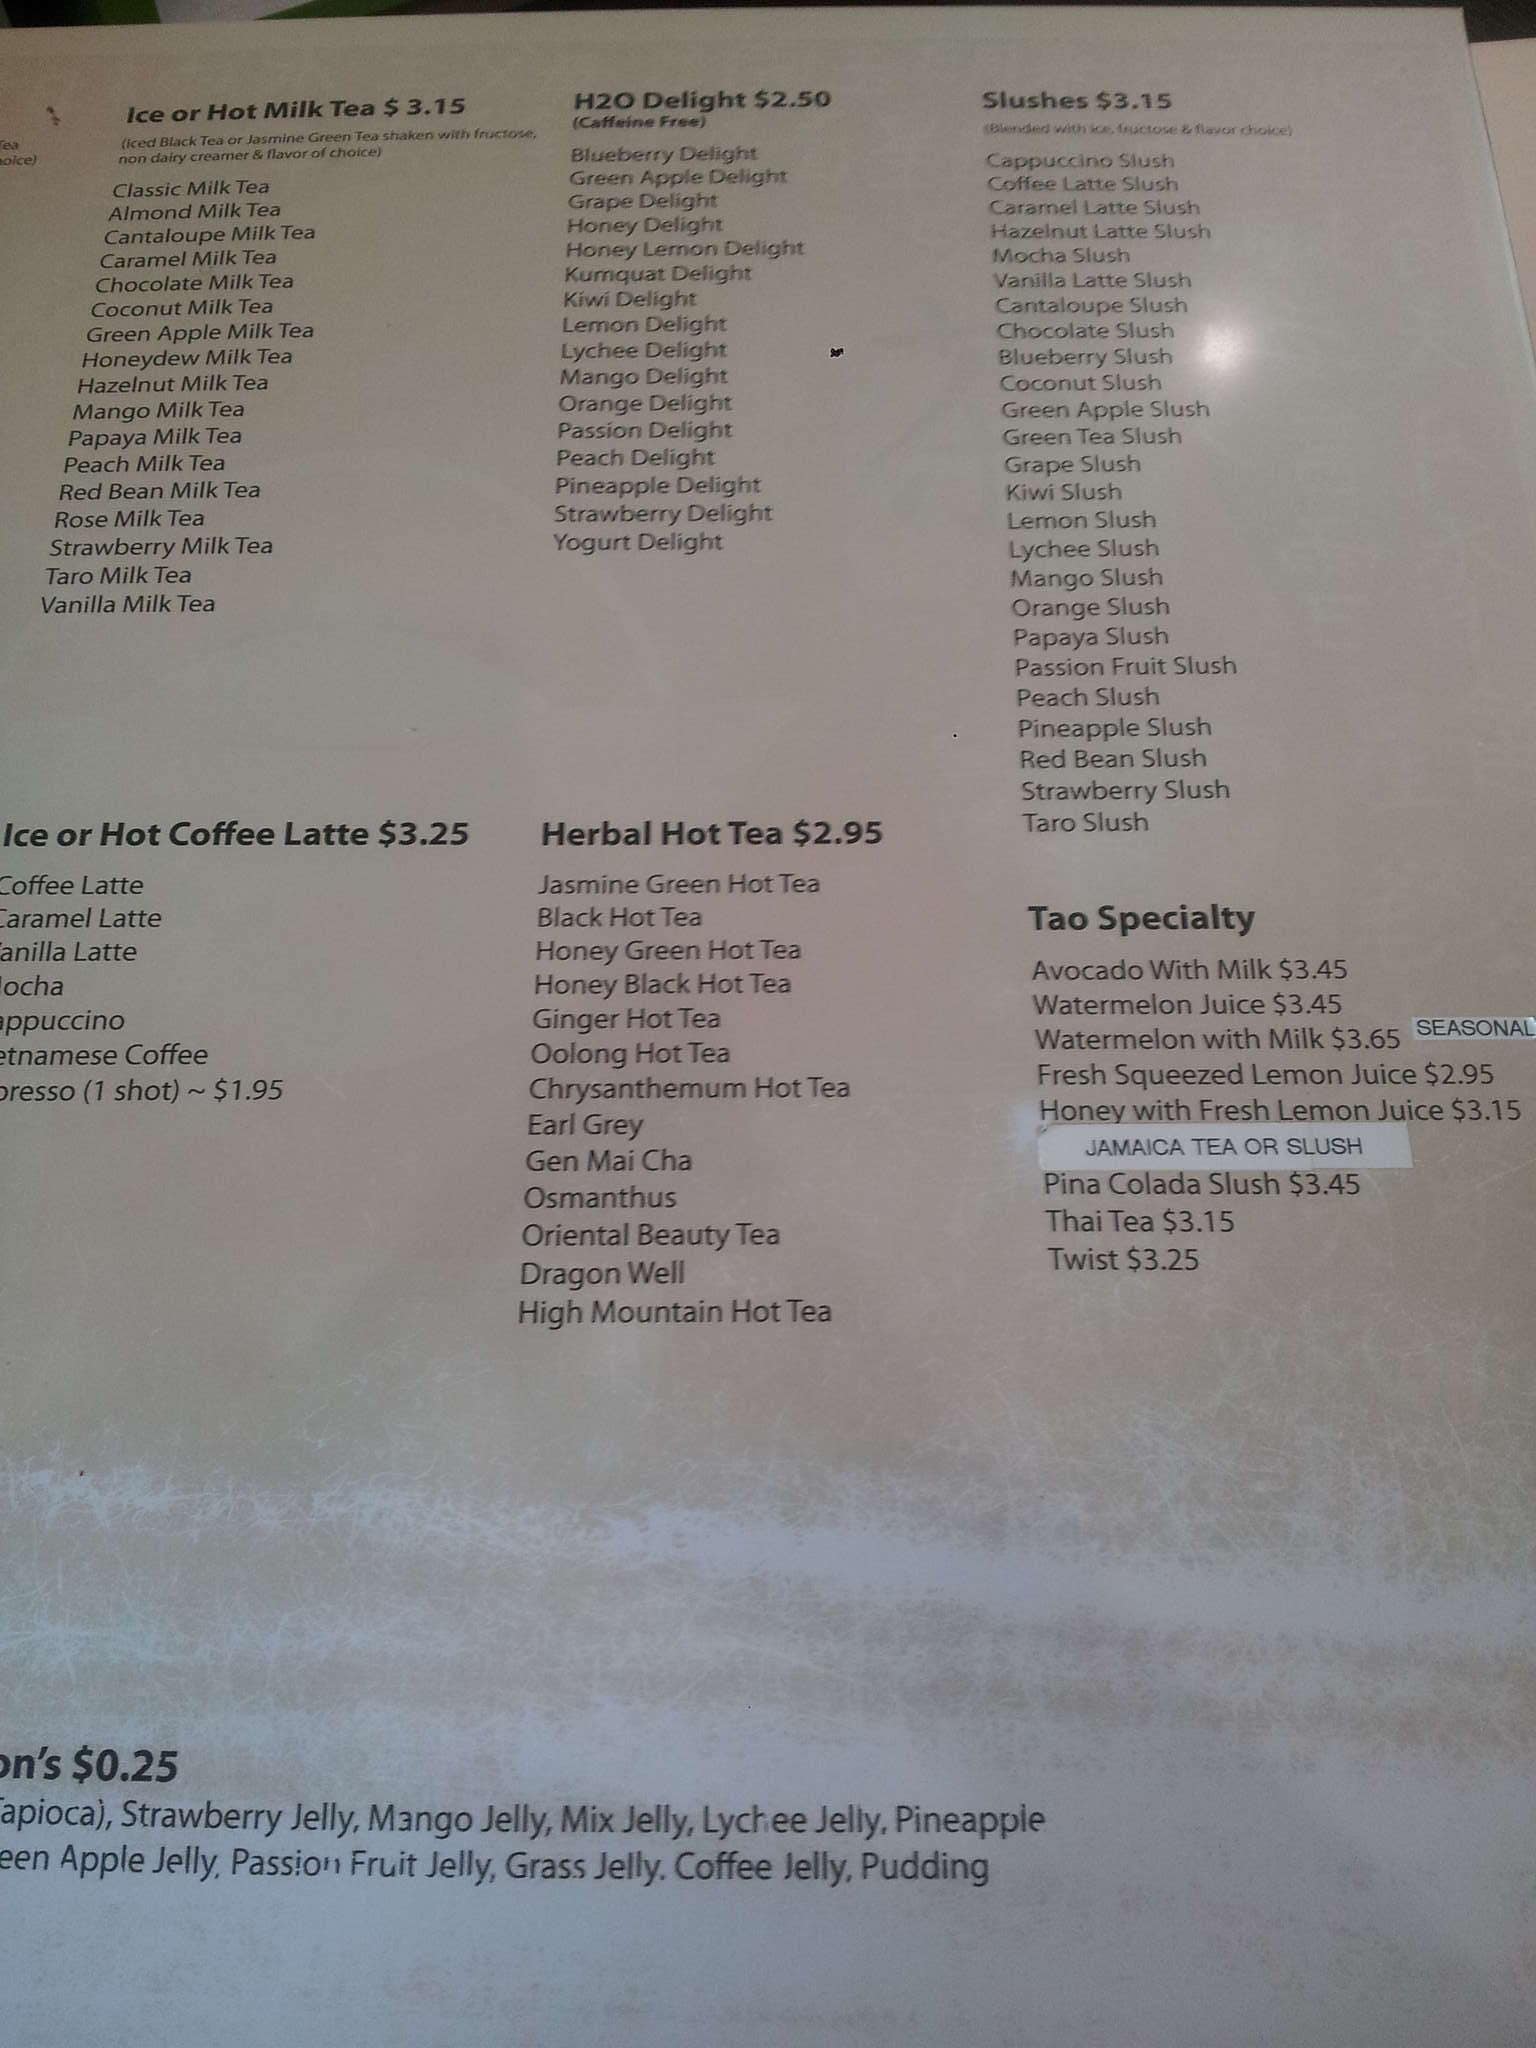 Tea
Ice or Hot Milk Tea $ 3.15
(Iced Black Tea or Jasmine Green Tea shaken with fructose,
non dairy creamer & flavor of choice)
Classic Milk Tea
Almond Milk Tea
Cantaloupe Milk Tea
Caramel Milk Tea
Chocolate Milk Tea
Coconut Milk Tea
Green Apple Milk Tea
Honeydew Milk Tea
Hazelnut Milk Tea
Mango Milk Tea
Papaya Milk Tea
Peach Milk Tea
Red Bean Milk Tea
Rose Milk Tea
Strawberry Milk Tea
Taro Milk Tea
Vanilla Milk Tea
H2O Delight $2.50
(Caffeine Free)
Blueberry Delight
Green Apple Delight
Grape Delight
Honey Delight
Honey Lemon Delight
Kumquat Delight
Kiwi Delight
Lemon Delight
Lychee Delight
Mango Delight
Orange Delight
Passion Delight
Peach Delight
Pineapple Delight
Strawberry Delight
Yogurt Delight
Slushes $3.15
(Blended with ice, fructose & flavor choice)
Cappuccino Slush
Coffee Latte Slush
Caramel Latte Slush
Hazelnut Latte Slush
Mocha Slush
Vanilla Latte Slush
Cantaloupe Slush
Chocolate Slush
Blueberry Slush
Coconut Slush
Green Apple Slush
Green Tea Slush
Grape Slush
Kiwi Slush
Lemon Slush
Lychee Slush
Mango Slush
Orange Slush
Papaya Slush
Passion Fruit Slush
Peach Slush
Pineapple Slush
Red Bean Slush
Strawberry Slush
Taro Slush
Ice or Hot Coffee Latte $3.25
Coffee Latte
Caramel Latte
anilla Latte
ocha
appuccino
etnamese Coffee
presso (1 shot) ~ $1.95
Herbal Hot Tea $2.95
Jasmine Green Hot Tea
Black Hot Tea
Honey Green Hot Tea
Honey Black Hot Tea
Ginger Hot Tea
Oolong Hot Tea
Chrysanthemum Hot Tea
Earl Grey
Gen Mai Cha
Osmanthus
Oriental Beauty Tea
Dragon Well
High Mountain Hot Tea
Tao Specialty
Avocado With Milk $3.45
Watermelon Juice $3.45
Watermelon with Milk $3.65 SEASONAL
Fresh Squeezed Lemon Juice $2.95
Honey with Fresh Lemon Juice $3.15
JAMAICA TEA OR SLUSH
Pina Colada Slush $3.45
Thai Tea $3.15
Twist $3.25
on's $0.25
apioca), Strawberry Jelly, Mango Jelly, Mix Jelly, Lychee Jelly, Pineapple
een Apple Jelly, Passion Fruit Jelly, Grass Jelly, Coffee Jelly, Pudding